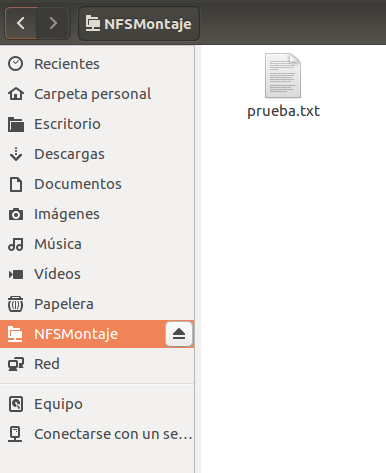 NFSMontaje
Recientes
Carpeta personal
Escritorio
Descargas
Documentos
Imágenes
Música
Vídeos
Papelera
NFSMontaje
Red
Equipo
Conectarse con un se...
prueba.txt